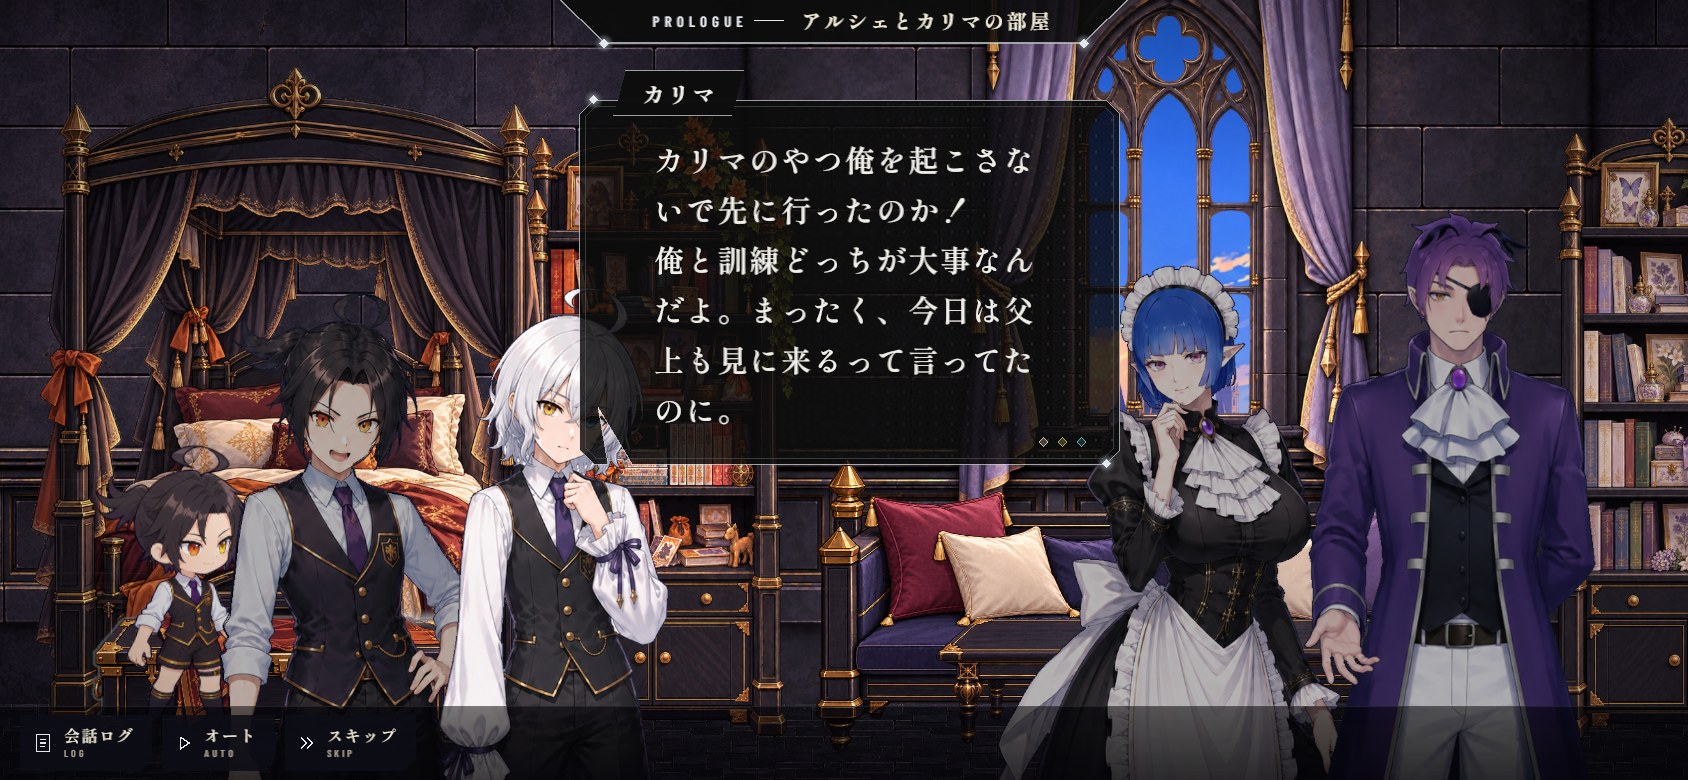 PROLOGUE アルシェとカリマの部屋
カリマ
カリマのやつ俺を起こさな
いで先に行ったのか！
俺と訓練どっちが大事なん
だよ。まったく、今日は父
上も見に来るって言ってた
のに。
会話ログ
LOG
オート
AUTO
スキップ
SKIP